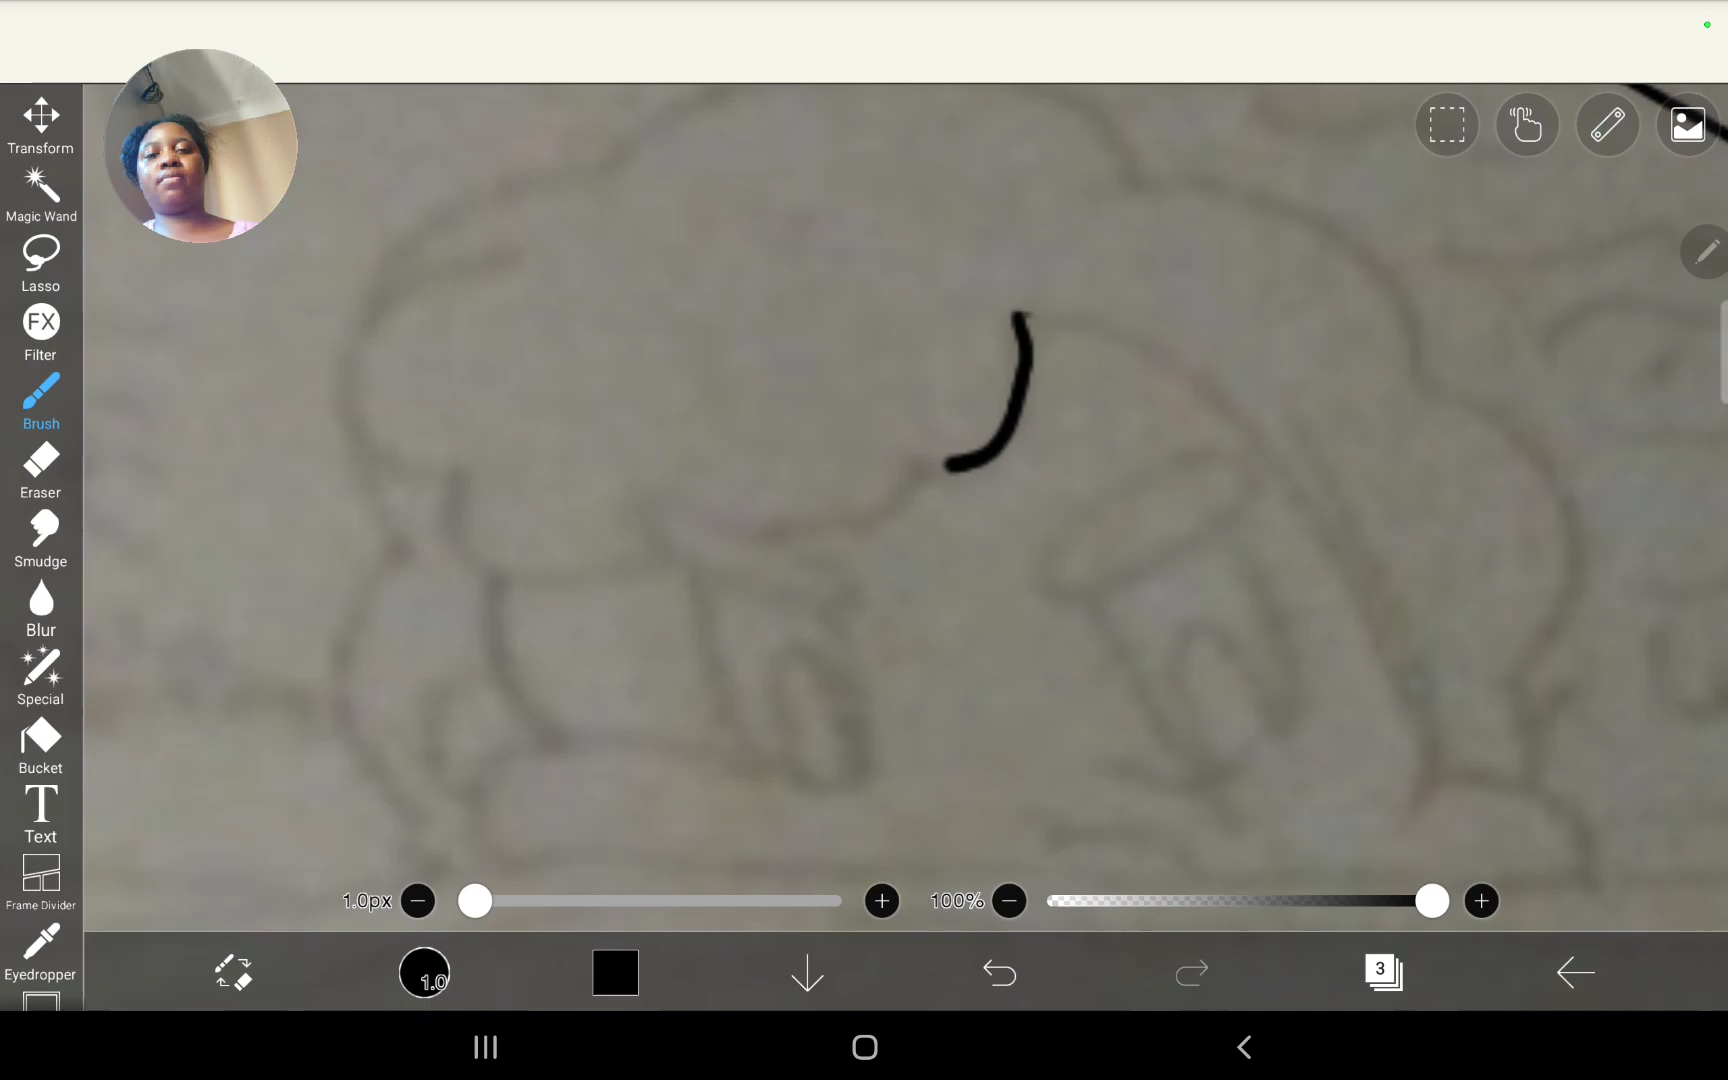 Transform
Magic Wand
Lasso
FX
Filter
Brush
Eraser
Smudge
Blur
Special
Bucket
T
Text
Frame Divider
Eyedropper
1.0px
100%
1.0
3